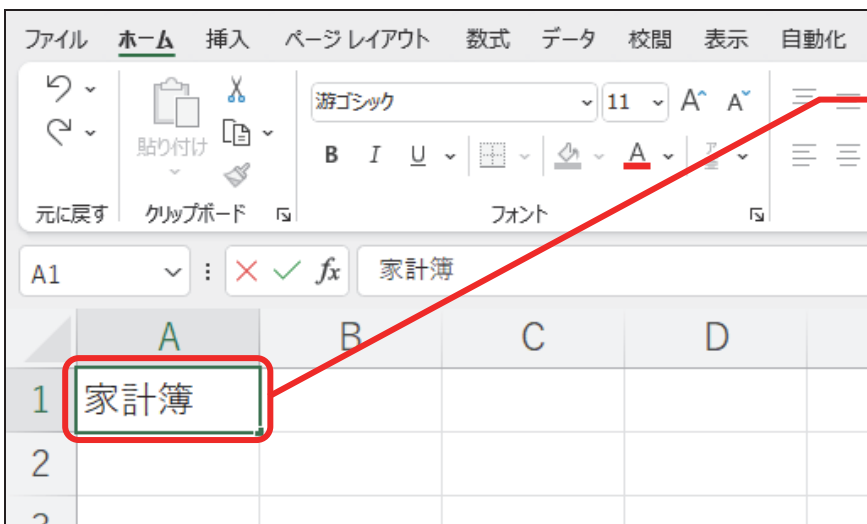 ファイル ホーム 挿入 ページ レイアウト 数式 データ 校閲 表示 自動化
貼り付け
游ゴシック 11 A^ Aˇ
B I U A
元に戻す クリップボード フォント
A1 fx 家計簿
A B C D
1 家計簿
2